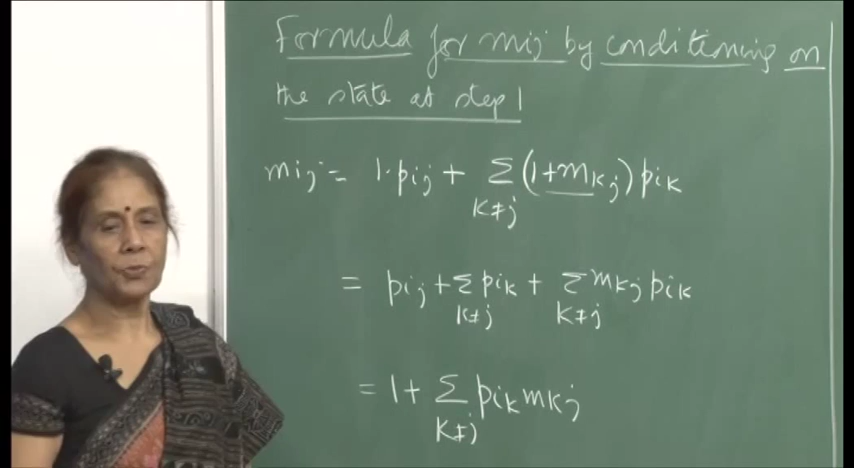 Formula for mij by conditioning on
the state at step 1
mij = 1·pij + Σ(1+mkj)pik
k≠j
= pij + Σ pik + Σ mkj pik
k≠j k≠j
= 1 + Σ pik mkj
k≠j